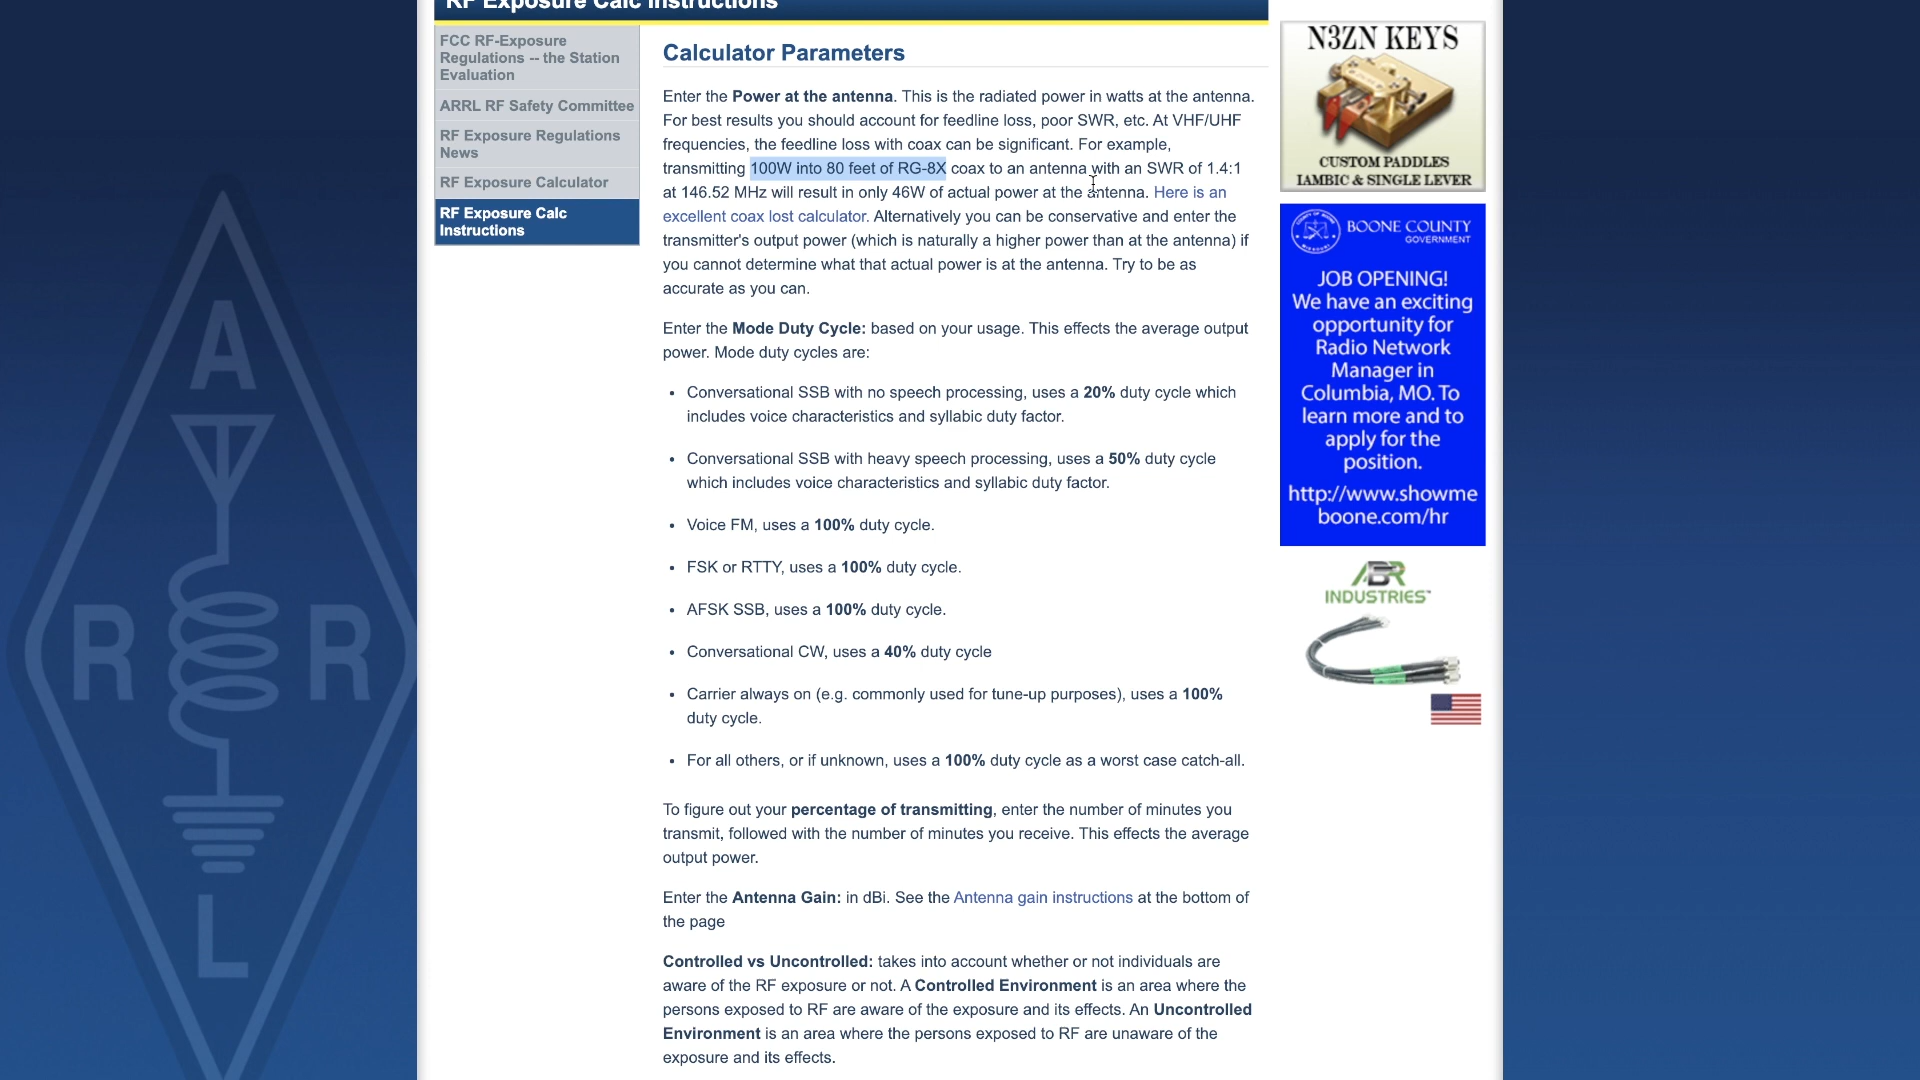 RF Exposure Calc Instructions
FCC RF-Exposure
Regulations -- the Station
Evaluation
ARRL RF Safety Committee
RF Exposure Regulations
News
RF Exposure Calculator
RF Exposure Calc
Instructions
Calculator Parameters
Enter the Power at the antenna. This is the radiated power in watts at the antenna.
For best results you should account for feedline loss, poor SWR, etc. At VHF/UHF
frequencies, the feedline loss with coax can be significant. For example,
transmitting 100W into 80 feet of RG-8X coax to an antenna with an SWR of 1.4:1
at 146.52 MHz will result in only 46W of actual power at the antenna. Here is an
excellent coax lost calculator. Alternatively you can be conservative and enter the
transmitter's output power (which is naturally a higher power than at the antenna) if
you cannot determine what that actual power is at the antenna. Try to be as
accurate as you can.
Enter the Mode Duty Cycle: based on your usage. This effects the average output
power. Mode duty cycles are:
• Conversational SSB with no speech processing, uses a 20% duty cycle which
includes voice characteristics and syllabic duty factor.
• Conversational SSB with heavy speech processing, uses a 50% duty cycle
which includes voice characteristics and syllabic duty factor.
• Voice FM, uses a 100% duty cycle.
• FSK or RTTY, uses a 100% duty cycle.
• AFSK SSB, uses a 100% duty cycle.
• Conversational CW, uses a 40% duty cycle
• Carrier always on (e.g. commonly used for tune-up purposes), uses a 100%
duty cycle.
• For all others, or if unknown, uses a 100% duty cycle as a worst case catch-all.
To figure out your percentage of transmitting, enter the number of minutes you
transmit, followed with the number of minutes you receive. This effects the average
output power.
Enter the Antenna Gain: in dBi. See the Antenna gain instructions at the bottom of
the page
Controlled vs Uncontrolled: takes into account whether or not individuals are
aware of the RF exposure or not. A Controlled Environment is an area where the
persons exposed to RF are aware of the exposure and its effects. An Uncontrolled
Environment is an area where the persons exposed to RF are unaware of the
exposure and its effects.
N3ZN KEYS
CUSTOM PADDLES
IAMBIC & SINGLE LEVER
BOONE COUNTY
GOVERNMENT
JOB OPENING!
We have an exciting
opportunity for
Radio Network
Manager in
Columbia, MO. To
learn more and to
apply for the
position.
http://www.showme
boone.com/hr
ABR
INDUSTRIES™
A
R R
L